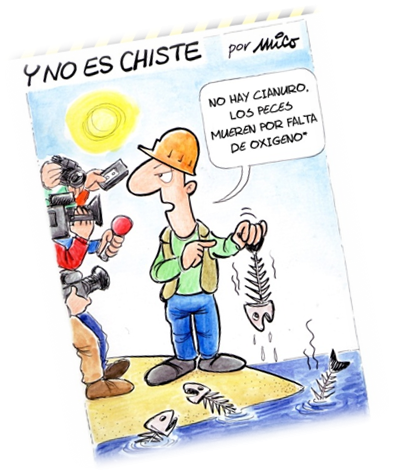 Y NO ES CHISTE
por Mico
NO HAY CIANURO,
LOS PECES
MUEREN POR FALTA
DE OXIGENO"